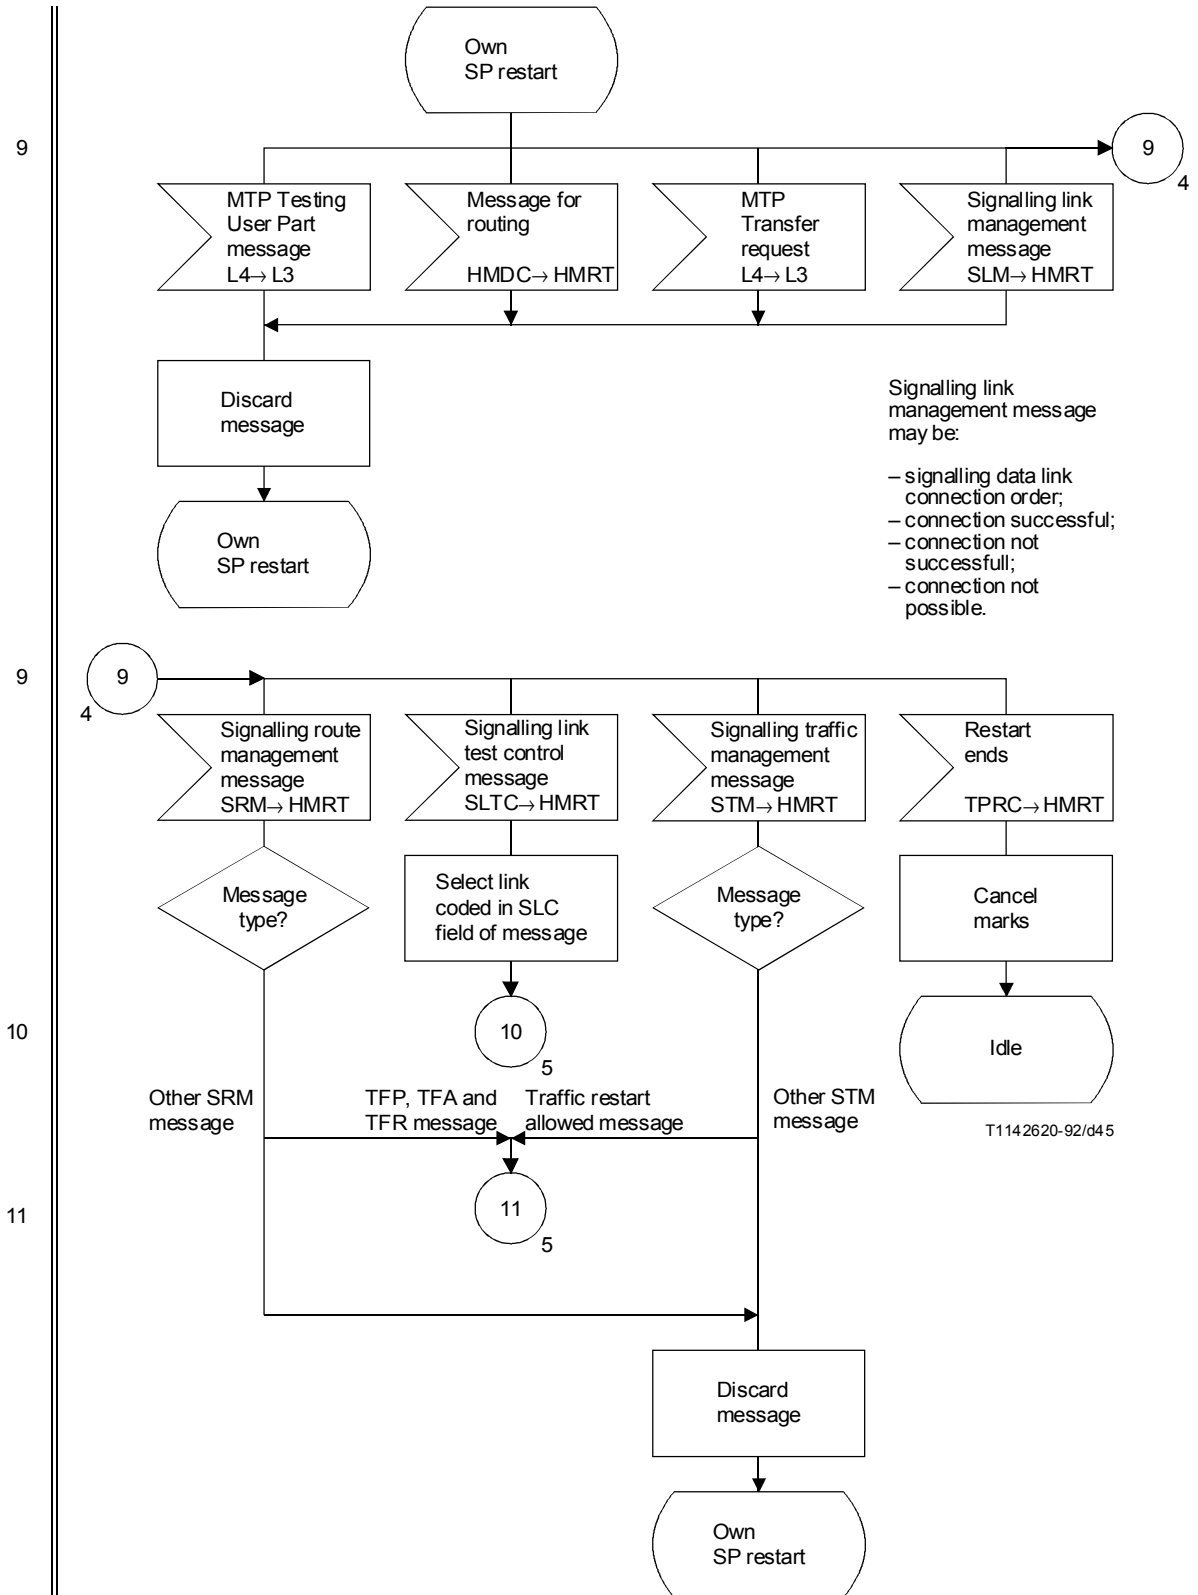 Own
SP restart
9
9
4
MTP Testing
User Part
message
L4→ L3
Message for
routing
HMDC→ HMRT
MTP
Transfer
request
L4→ L3
Signalling link
management
message
SLM→ HMRT
Discard
message
Own
SP restart
Signalling link
management message
may be:
– signalling data link
connection order;
– connection successful;
– connection not
successfull;
– connection not
possible.
9
9
4
Signalling route
management
message
SRM→ HMRT
Signalling link
test control
message
SLTC→ HMRT
Signalling traffic
management
message
STM→ HMRT
Restart
ends
TPRC→ HMRT
Message
type?
Select link
coded in SLC
field of message
Message
type?
Cancel
marks
10
10
5
Idle
Other SRM
message
TFP, TFA and
TFR message
Traffic restart
allowed message
Other STM
message
T1142620-92/d45
11
11
5
Discard
message
Own
SP restart